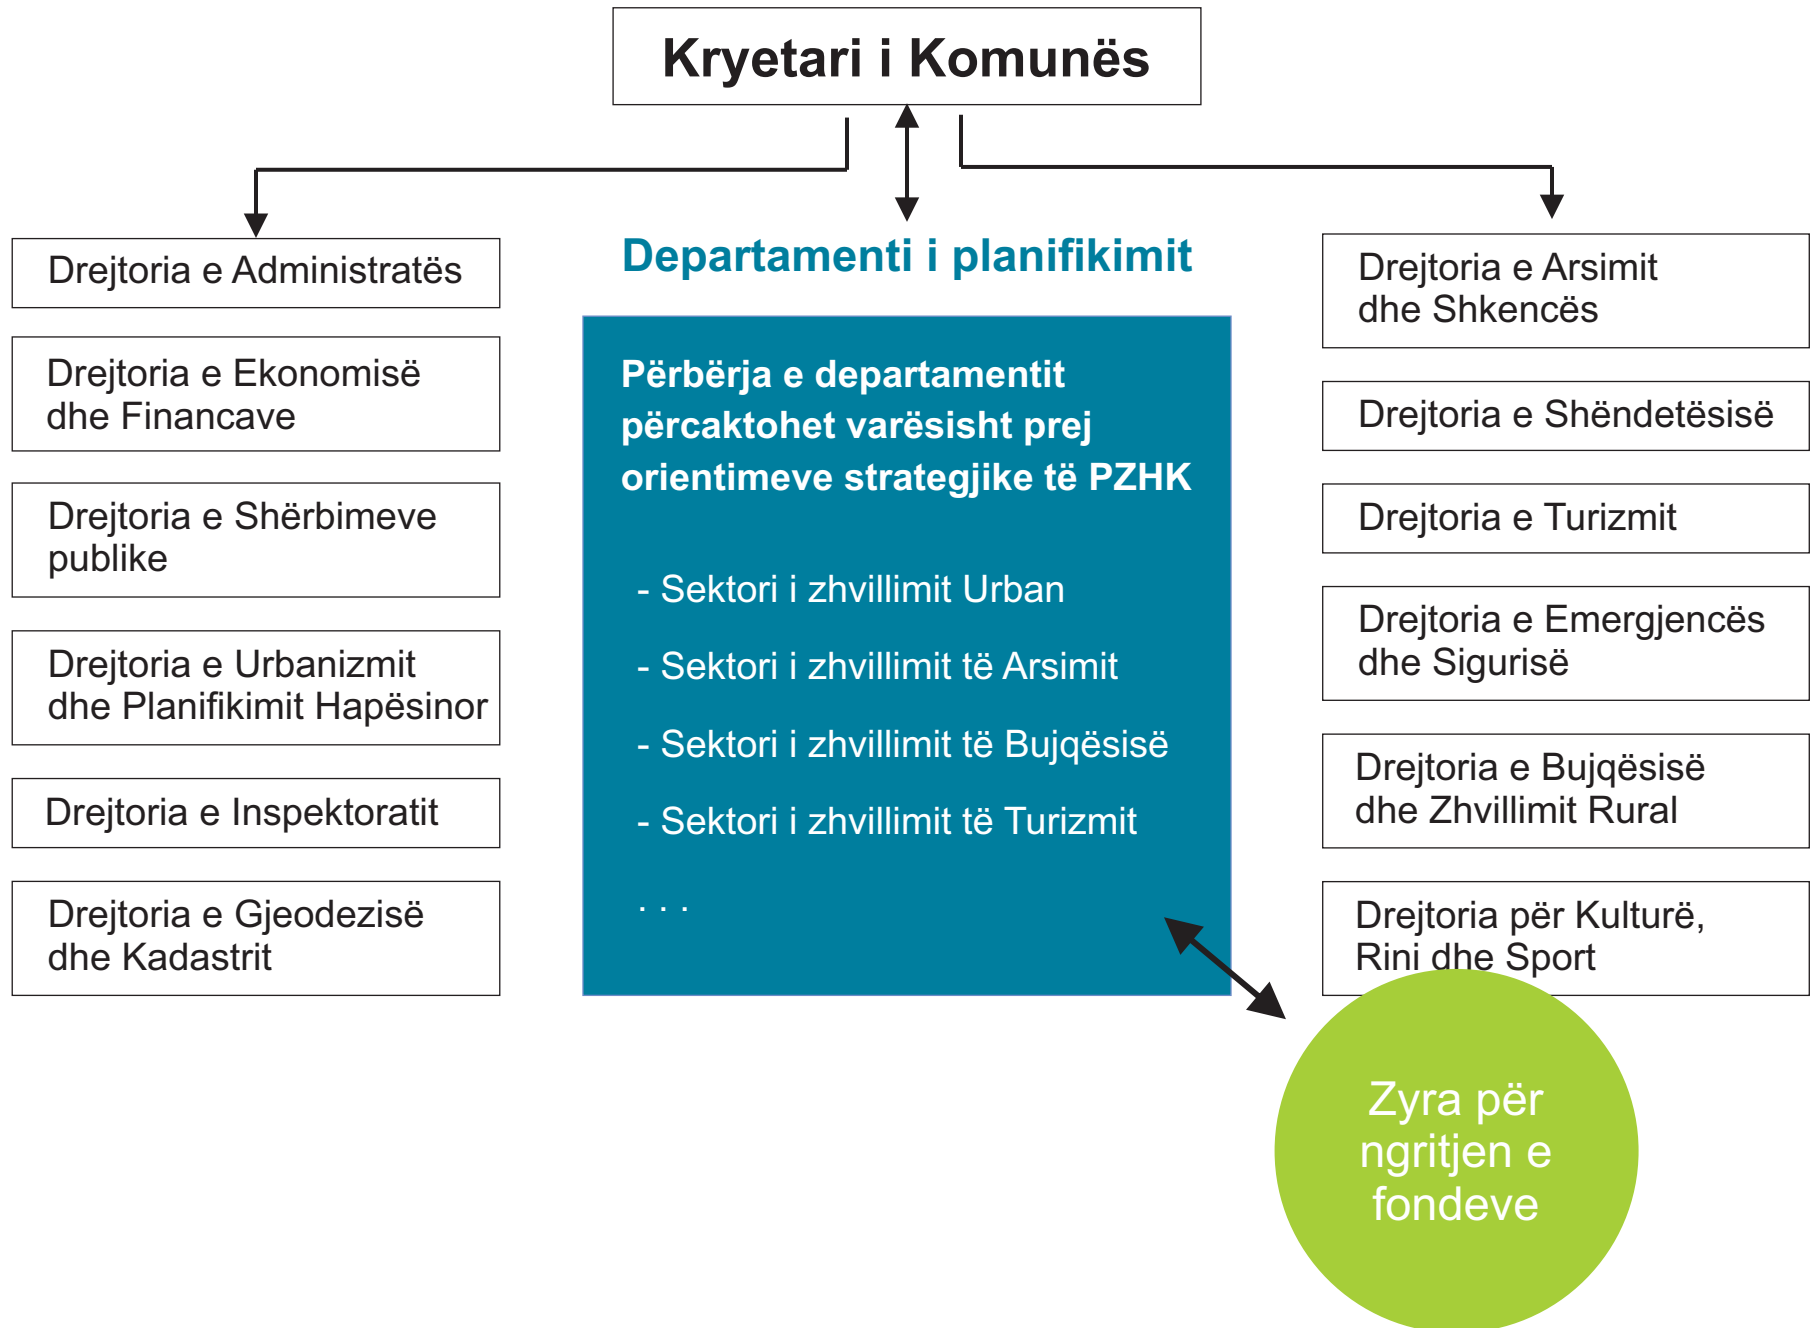 Kryetari i Komunës
Drejtoria e Administratës
Drejtoria e Ekonomisë
dhe Financave
Drejtoria e Shërbimeve
publike
Drejtoria e Urbanizmit
dhe Planifikimit Hapësinor
Drejtoria e Inspektoratit
Drejtoria e Gjeodezisë
dhe Kadastrit
Departamenti i planifikimit
Përbërja e departamentit
përcaktohet varësisht prej
orientimeve strategjike të PZHK
- Sektori i zhvillimit Urban
- Sektori i zhvillimit të Arsimit
- Sektori i zhvillimit të Bujqësisë
- Sektori i zhvillimit të Turizmit
. . .
Drejtoria e Arsimit
dhe Shkencës
Drejtoria e Shëndetësisë
Drejtoria e Turizmit
Drejtoria e Emergjencës
dhe Sigurisë
Drejtoria e Bujqësisë
dhe Zhvillimit Rural
Drejtoria për Kulturë,
Rini dhe Sport
Zyra për
ngritjen e
fondeve